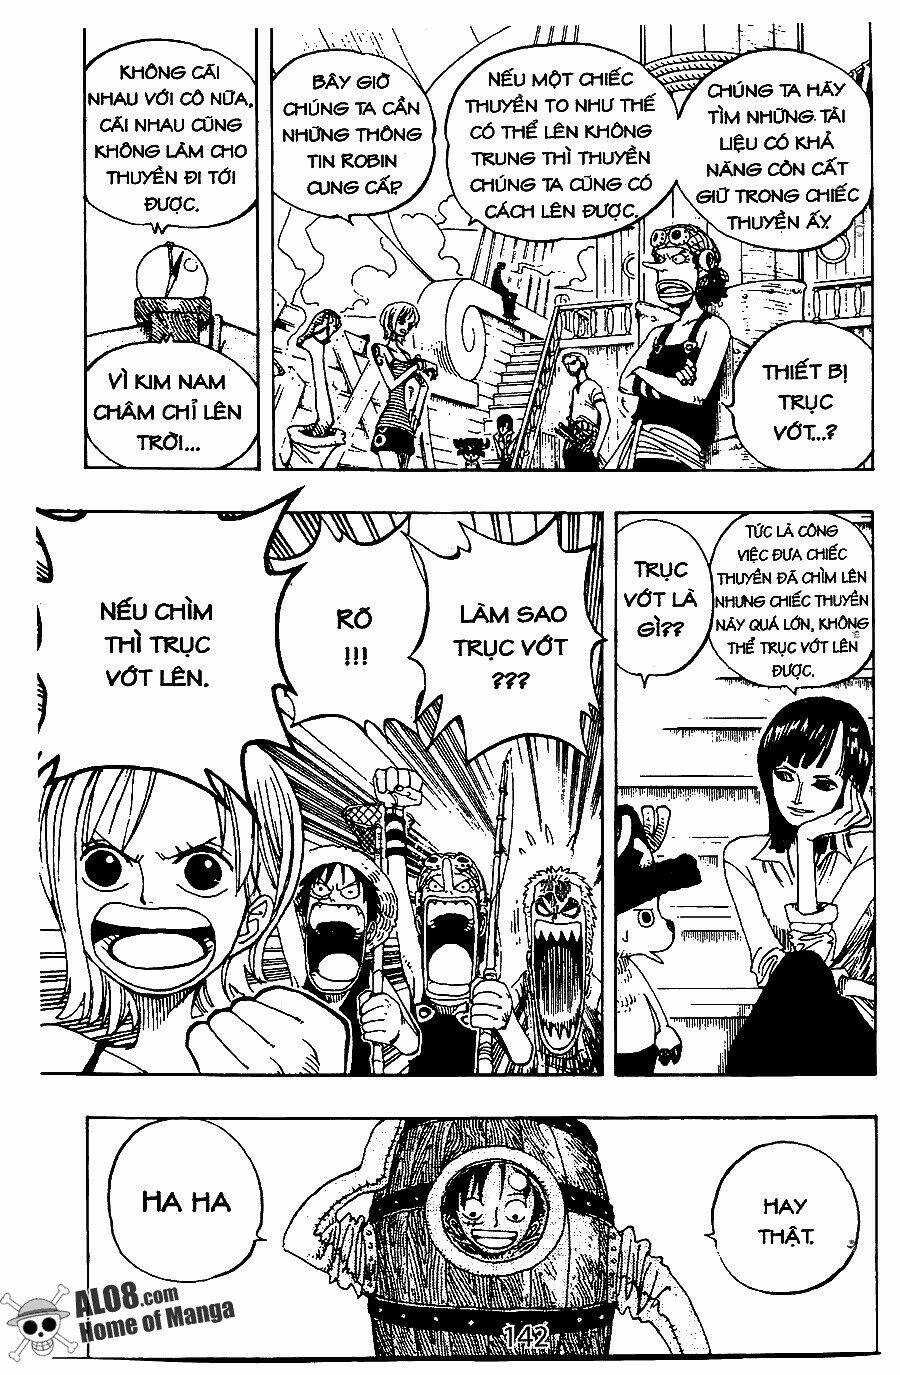 KHÔNG CÃI
NHAU VỚI CÔ NỮA,
CÃI NHAU CŨNG
KHÔNG LÀM CHO
THUYỀN ĐI TỚI
ĐƯỢC.
VÌ KIM NAM
CHÂM CHỈ LÊN
TRỜI...
BÂY GIỜ
CHÚNG TA CẦN
NHỮNG THÔNG
TIN ROBIN
CUNG CẤP.
NẾU MỘT CHIẾC
THUYỀN TO NHƯ THẾ
CÓ THỂ LÊN KHÔNG
TRUNG THÌ THUYỀN
CHÚNG TA CŨNG CÓ
CÁCH LÊN ĐƯỢC.
CHÚNG TA HÃY
TÌM NHỮNG TÀI
LIỆU CÓ KHẢ
NĂNG CÒN CẤT
GIỮ TRONG CHIẾC
THUYỀN ẤY.
THIẾT BỊ
TRỤC
VỚT...?
NẾU CHÌM
THÌ TRỤC
VỚT LÊN.
RÕ
!!!
LÀM SAO
TRỤC VỚT
???
TRỤC
VỚT LÀ
GÌ??
TỨC LÀ CÔNG
VIỆC ĐƯA CHIẾC
THUYỀN ĐÃ CHÌM LÊN
NHƯNG CHIẾC THUYỀN
NÀY QUÁ LỚN, KHÔNG
THỂ TRỤC VỚT LÊN
ĐƯỢC.
HA HA
HAY
THẬT.
AL08.com
Home of Manga
142